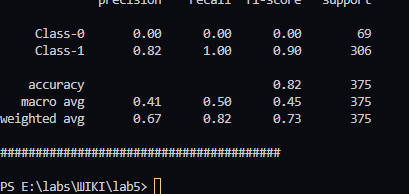 precision recall f1-score support
Class-0 0.00 0.00 0.00 69
Class-1 0.82 1.00 0.90 306
accuracy 0.82 375
macro avg 0.41 0.50 0.45 375
weighted avg 0.67 0.82 0.73 375
########################################
PS E:\labs\WIKI\lab5>